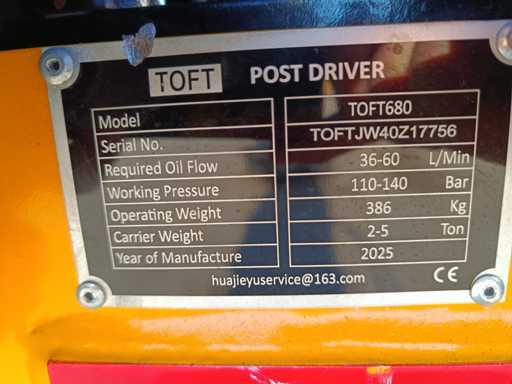 TOFT POST DRIVER
Model TOFT680
Serial No. TOFTJW40Z17756
Required Oil Flow 36-60 L/Min
Working Pressure 110-140 Bar
Operating Weight 386 Kg
Carrier Weight 2-5 Ton
Year of Manufacture 2025
huajieyuservice@163.com CE